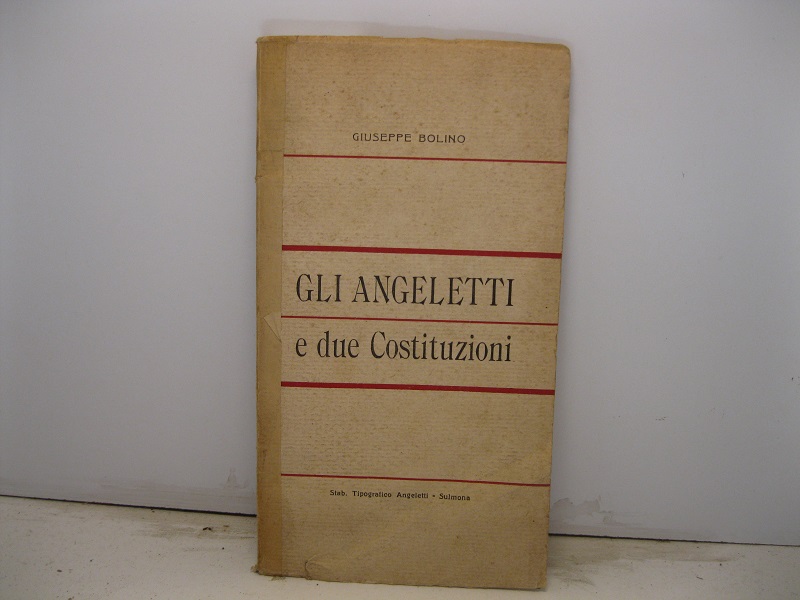 GIUSEPPE BOLINO
GLI ANGELETTI
e due Costituzioni
Stab. Tipografico Angeletti - Sulmona